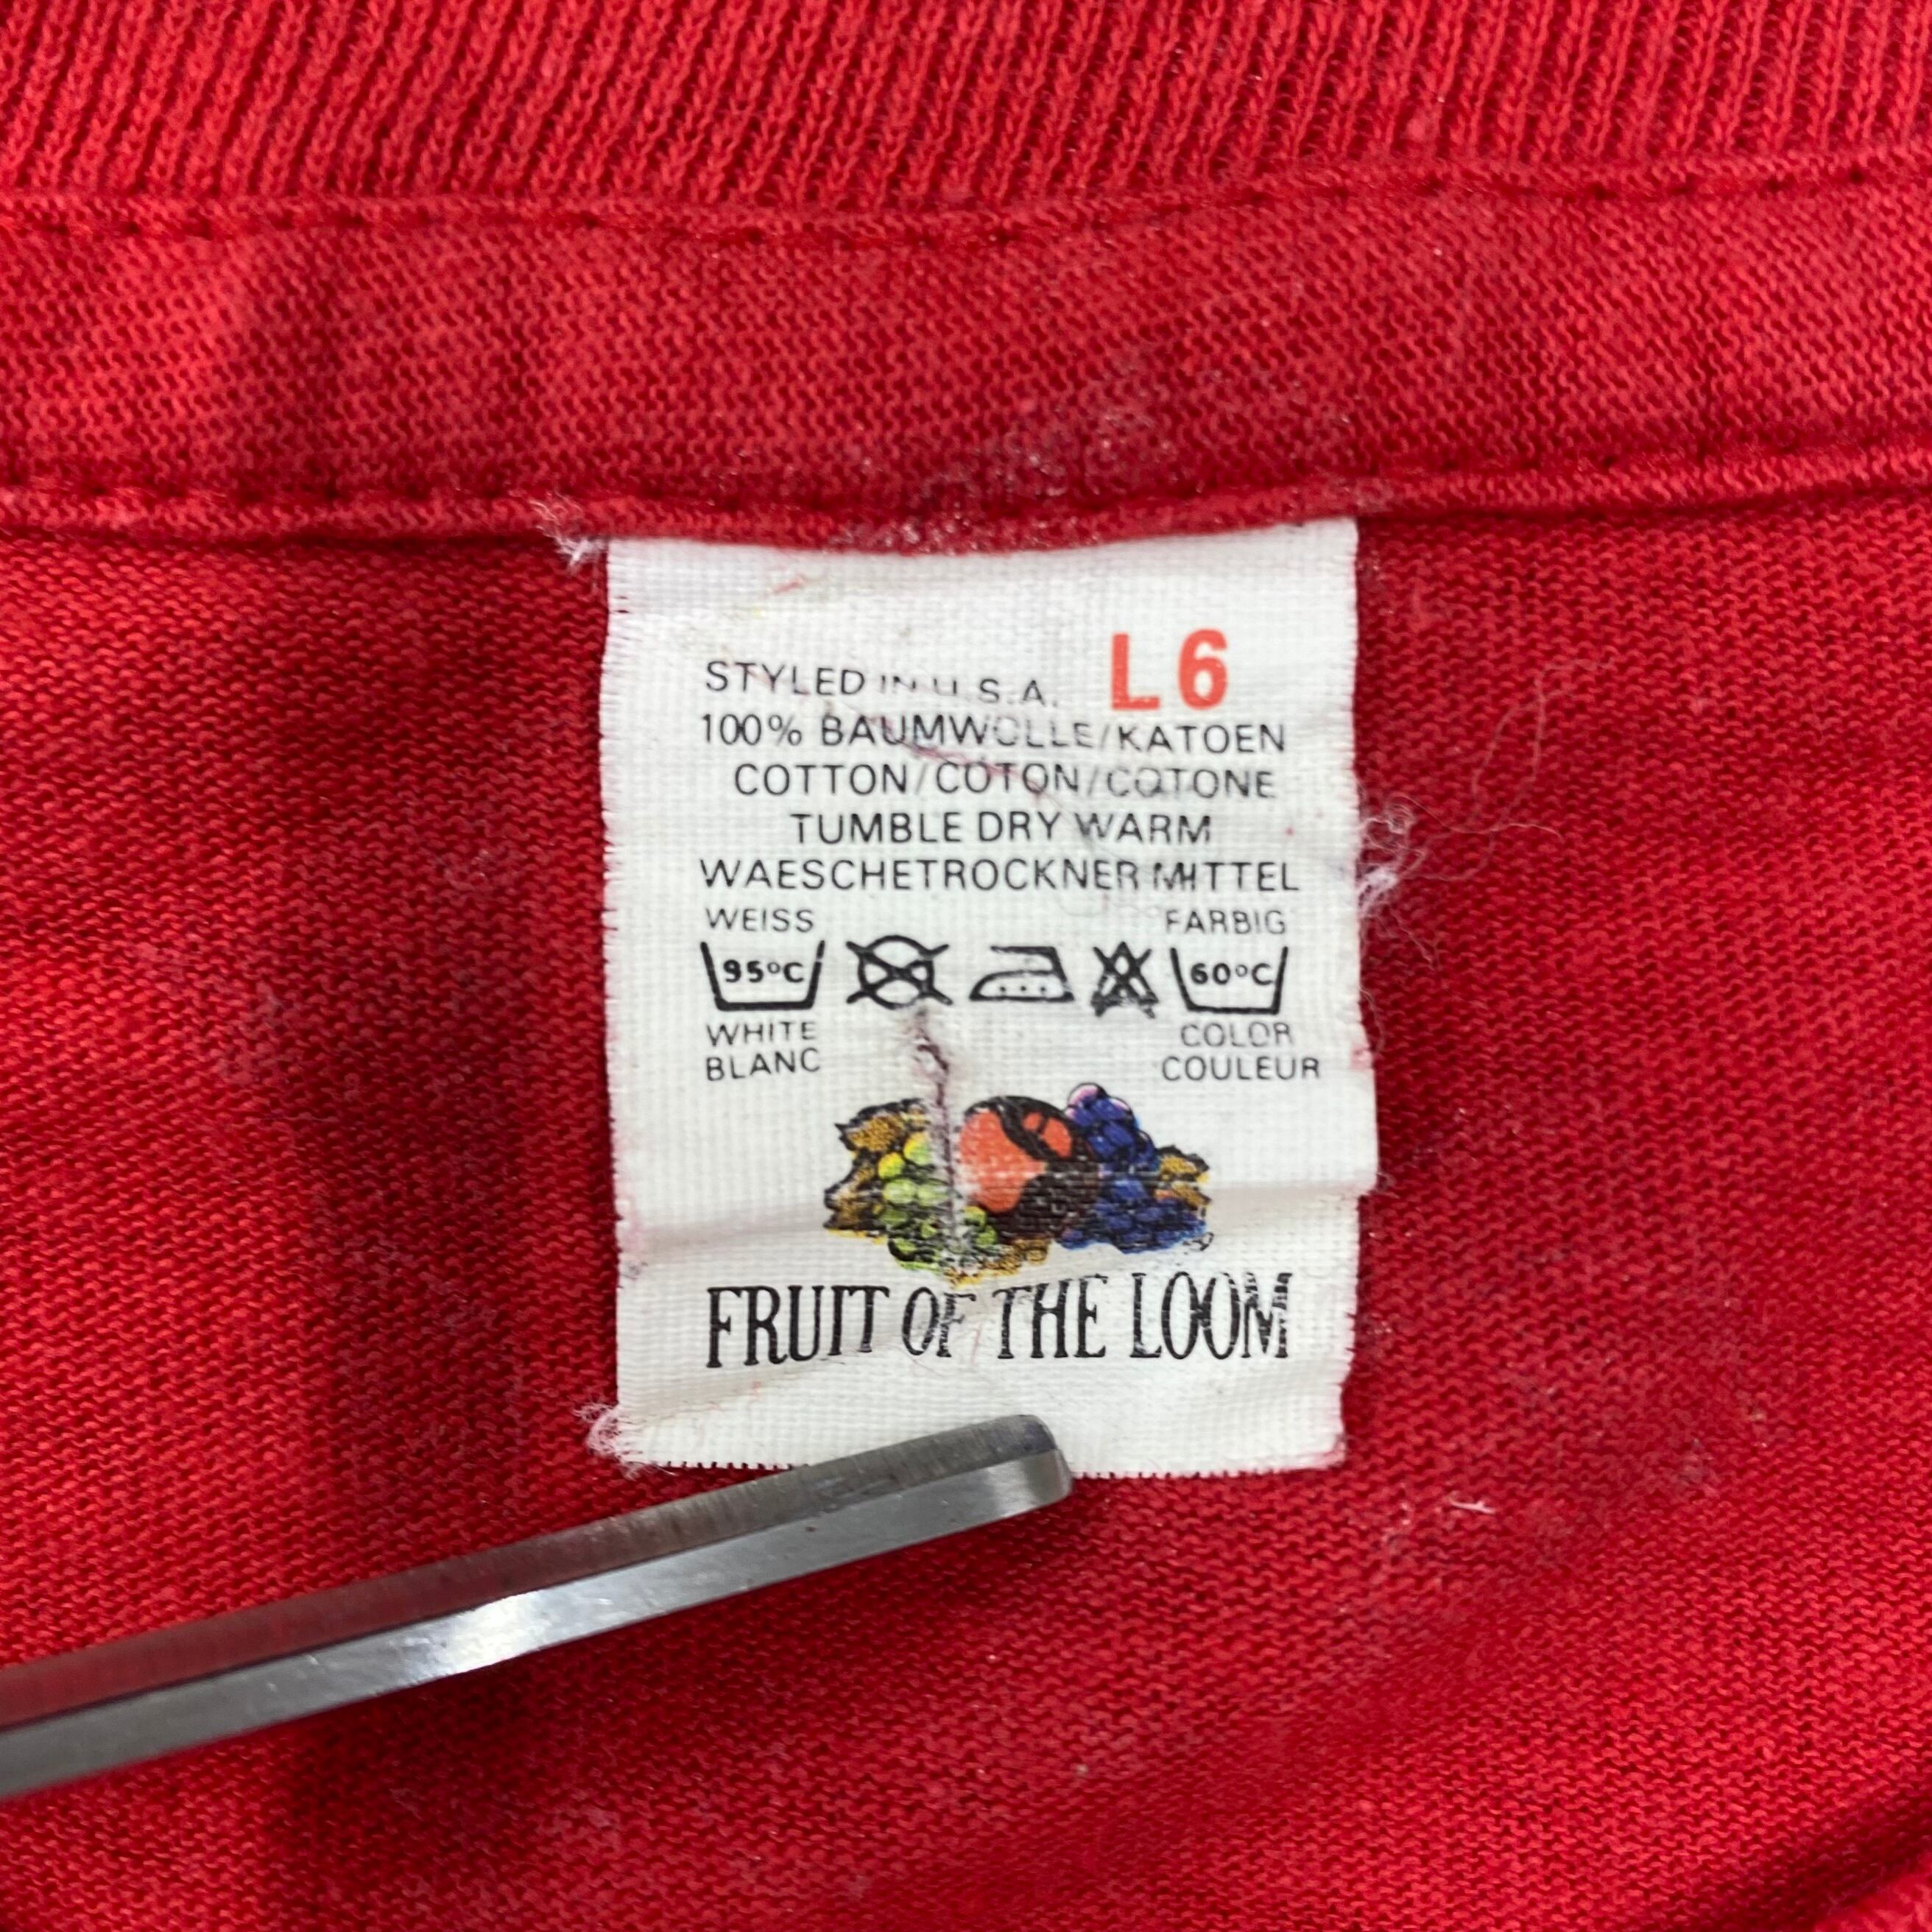 STYLED IN U.S.A. L6
100% BAUMWOLLE/KATOEN
COTTON/COTON/COTONE
TUMBLE DRY WARM
WAESCHETROCKNER MITTEL
WEISS FARBIG
95°C 60°C
WHITE COLOR
BLANC COULEUR
FRUIT OF THE LOOM